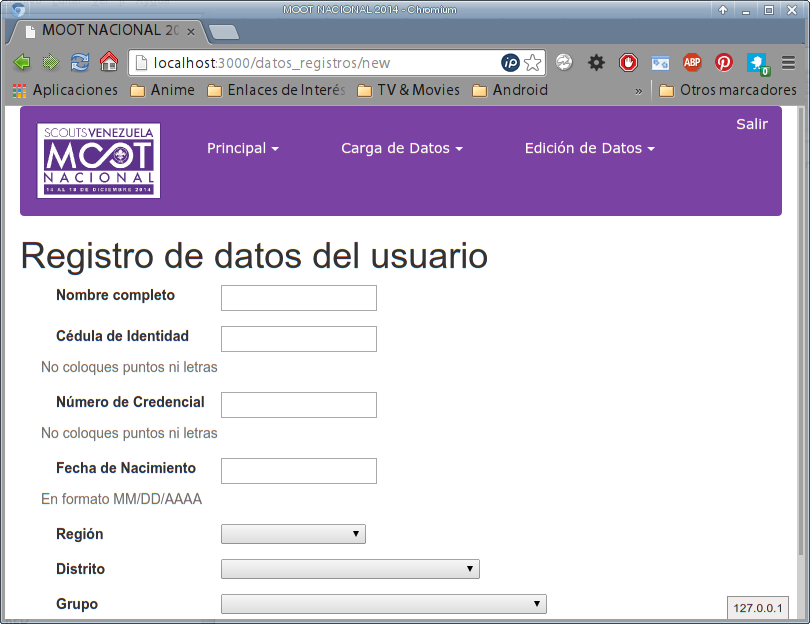 MOOT NACIONAL 2014 - Chromium
MOOT NACIONAL 20
localhost:3000/datos_registros/new
ABP
0
Aplicaciones Anime Enlaces de Interés TV & Movies Android » Otros marcadores
Salir
SCOUTSVENEZUELA
MOOT
NACIONAL
14 AL 18 DE DICIEMBRE 2014
Principal Carga de Datos Edición de Datos
Registro de datos del usuario
Nombre completo
Cédula de Identidad
No coloques puntos ni letras
Número de Credencial
No coloques puntos ni letras
Fecha de Nacimiento
En formato MM/DD/AAAA
Región
Distrito
Grupo
127.0.0.1